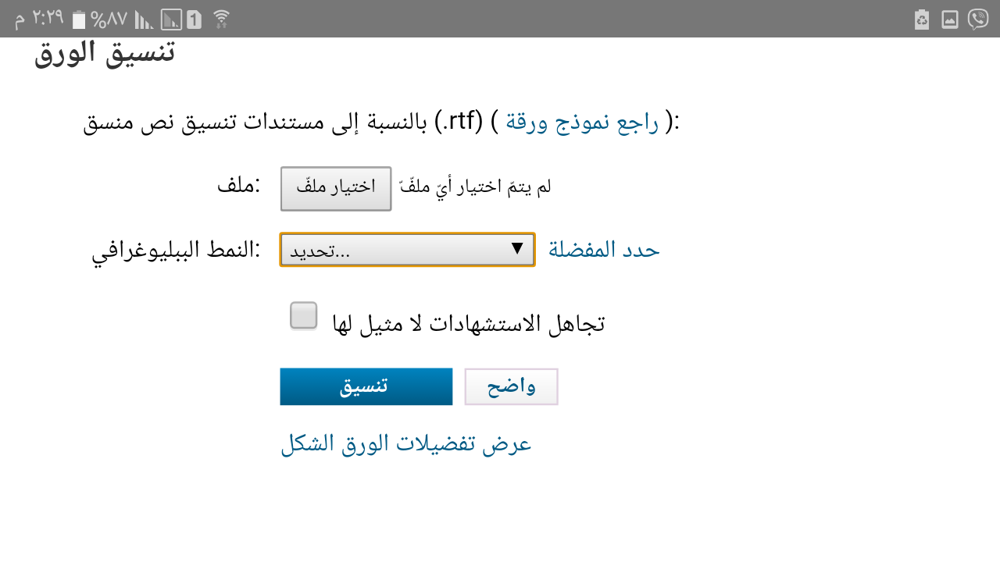 ٢:٢٩ م ٨٧% 1
تنسيق الورق
بالنسبة إلى مستندات تنسيق نص منسق (.rtf) ( راجع نموذج ورقة ):
ملف: اختيار ملفّ لم يتمّ اختيار أيّ ملفّ
النمط الببليوغرافي: تحديد... ▼ حدد المفضلة
تجاهل الاستشهادات لا مثيل لها
تنسيق واضح
عرض تفضيلات الورق الشكل